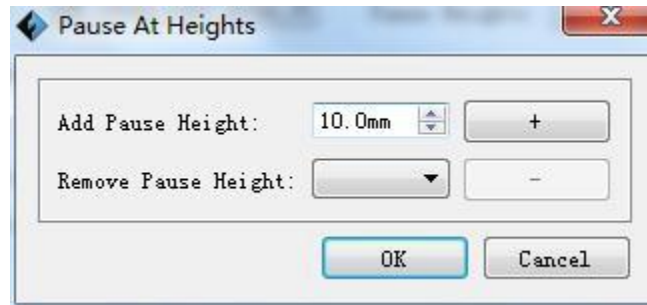 Pause At Heights
Add Pause Height: 10.0mm +
Remove Pause Height: -
OK Cancel